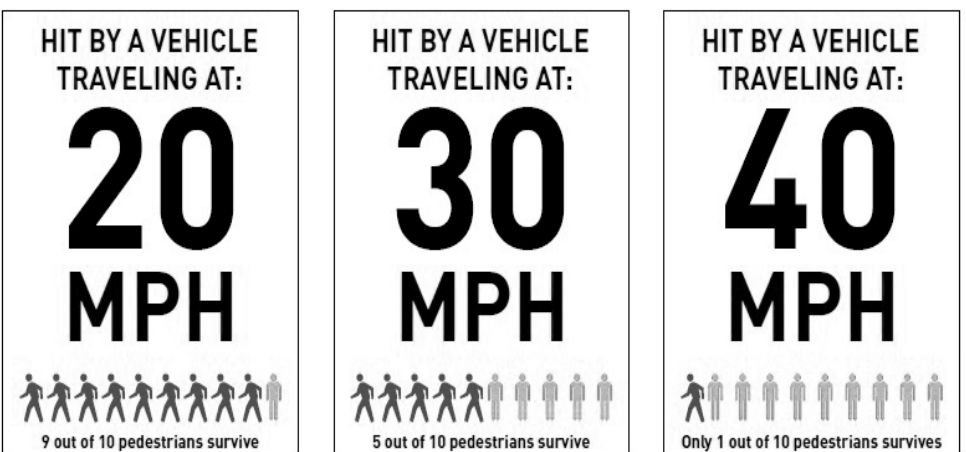 HIT BY A VEHICLE
TRAVELING AT:
20
MPH
9 out of 10 pedestrians survive
HIT BY A VEHICLE
TRAVELING AT:
30
MPH
5 out of 10 pedestrians survive
HIT BY A VEHICLE
TRAVELING AT:
40
MPH
Only 1 out of 10 pedestrians survives